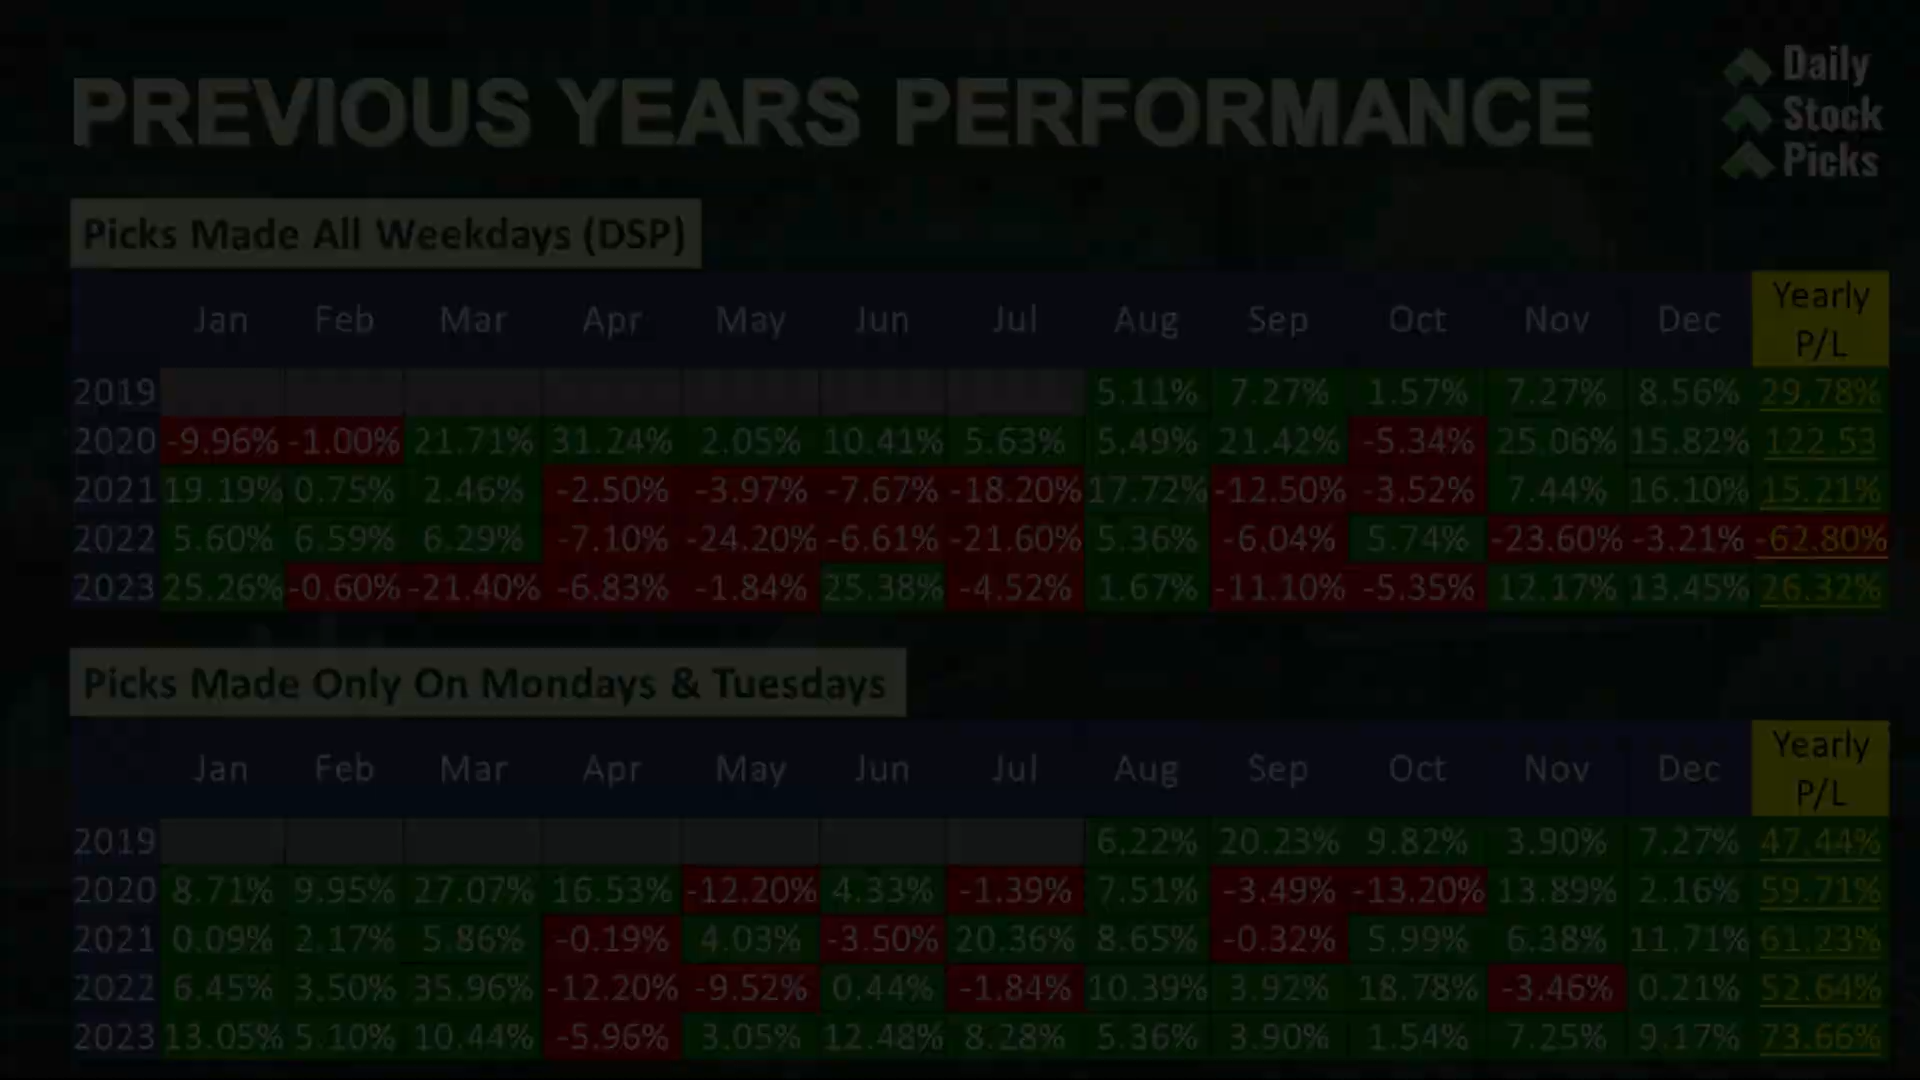 PREVIOUS YEARS PERFORMANCE
Daily
Stock
Picks
Picks Made All Weekdays (DSP)
Jan Feb Mar Apr May Jun Jul Aug Sep Oct Nov Dec Yearly P/L
2019 5.11% 7.27% 1.57% 7.27% 8.56% 29.78%
2020 -9.96% -1.00% 21.71% 31.24% 2.05% 10.41% 5.63% 5.49% 21.42% -5.34% 25.06% 15.82% 122.53
2021 19.19% 0.75% 2.46% -2.50% -3.97% -7.67% -18.20% 17.72% -12.50% -3.52% 7.44% 16.10% 15.21%
2022 5.60% 6.59% 6.29% -7.10% -24.20% -6.61% -21.60% 5.36% -6.04% 5.74% -23.60% -3.21% -62.80%
2023 25.26% -0.60% -21.40% -6.83% -1.84% 25.38% -4.52% 1.67% -11.10% -5.35% 12.17% 13.45% 26.32%
Picks Made Only On Mondays & Tuesdays
Jan Feb Mar Apr May Jun Jul Aug Sep Oct Nov Dec Yearly P/L
2019 6.22% 20.23% 9.82% 3.90% 7.27% 47.44%
2020 8.71% 9.95% 27.07% 16.53% -12.20% 4.33% -1.39% 7.51% -3.49% -13.20% 13.89% 2.16% 59.71%
2021 0.09% 2.17% 5.86% -0.19% 4.03% -3.50% 20.36% 8.65% -0.32% 5.99% 6.38% 11.71% 61.23%
2022 6.45% 3.50% 35.96% -12.20% -9.52% 0.44% -1.84% 10.39% 3.92% 18.78% -3.46% 0.21% 52.64%
2023 13.05% 5.10% 10.44% -5.96% 3.05% 12.48% 8.28% 5.36% 3.90% 1.54% 7.25% 9.17% 73.66%